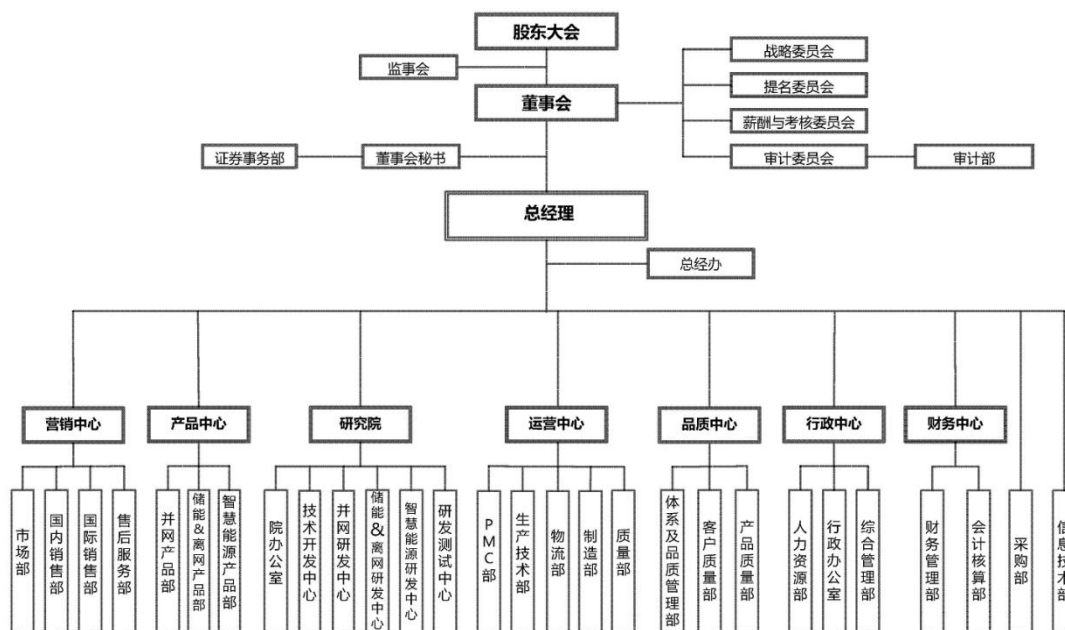 股东大会
监事会
董事会
战略委员会
提名委员会
薪酬与考核委员会
审计委员会
审计部
证券事务部
董事会秘书
总经理
总经办
营销中心
产品中心
研究院
运营中心
品质中心
行政中心
财务中心
市场部
国内销售部
国际销售部
售后服务部
并网产品部
储能&离网产品部
智慧能源产品部
院办公室
技术开发中心
并网研发中心
储能&离网研发中心
智慧能源研发中心
研发测试中心
PMC部
生产技术部
物流部
制造部
质量部
体系及品质管理部
客户质量部
产品质量部
人力资源部
行政办公室
综合管理部
财务管理部
会计核算部
采购部
信息技术部